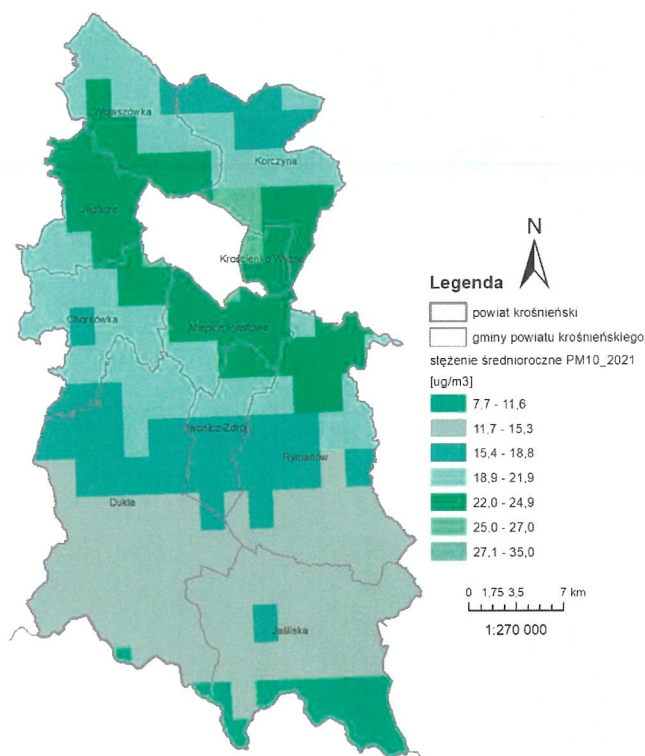 Wojaszówka
Korczyna
Jedlicze
Krościenko Wyżne
Chorkówka
Miejsce Piastowe
Iwonicz-Zdrój
Rymanów
Dukla
Jaśliska
N
Legenda
powiat krośnieński
gminy powiatu krośnieńskiego
stężenie średnioroczne PM10_2021
[ug/m3]
7,7 - 11,6
11,7 - 15,3
15,4 - 18,8
18,9 - 21,9
22,0 - 24,9
25,0 - 27,0
27,1 - 35,0
0 1,75 3,5 7 km
1:270 000